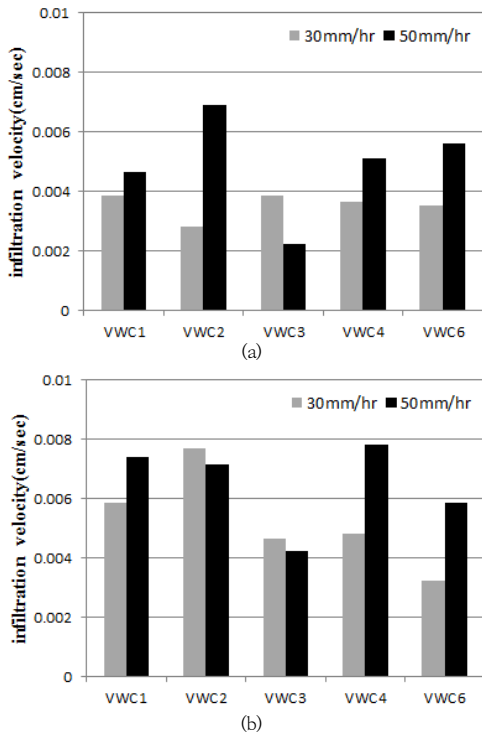 0.01
30mm/hr 50mm/hr
0.008
0.006
0.004
0.002
0
infiltration velocity(cm/sec)
VWC1 VWC2 VWC3 VWC4 VWC6
(a)
0.01
30mm/hr 50mm/hr
0.008
0.006
0.004
0.002
0
infiltration velocity(cm/sec)
VWC1 VWC2 VWC3 VWC4 VWC6
(b)